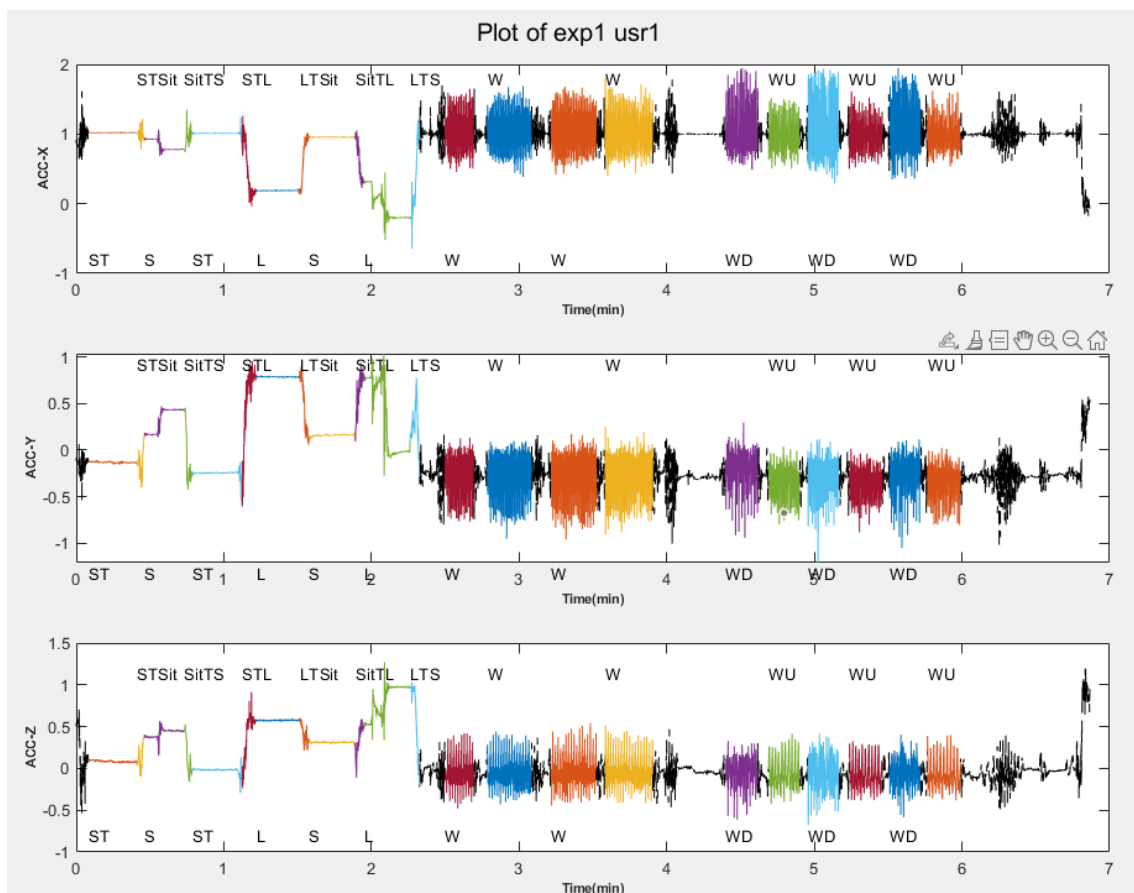 Plot of exp1 usr1
2
STSit SitTS STL LTSit SitTL LTS W W WU WU WU
1
ACC-X
0
ST S ST L S L W W WD WD WD
-1
0 1 2 3 4 5 6 7
Time(min)
1
STSit SitTS STL LTSit SitTL LTS W W WU WU WU
0.5
ACC-Y
0
-0.5
-1
ST S ST L S L W W WD WD WD
0 1 2 3 4 5 6 7
Time(min)
1.5
STSit SitTS STL LTSit SitTL LTS W W WU WU WU
1
0.5
ACC-Z
0
-0.5
ST S ST L S L W W WD WD WD
-1
0 1 2 3 4 5 6 7
Time(min)